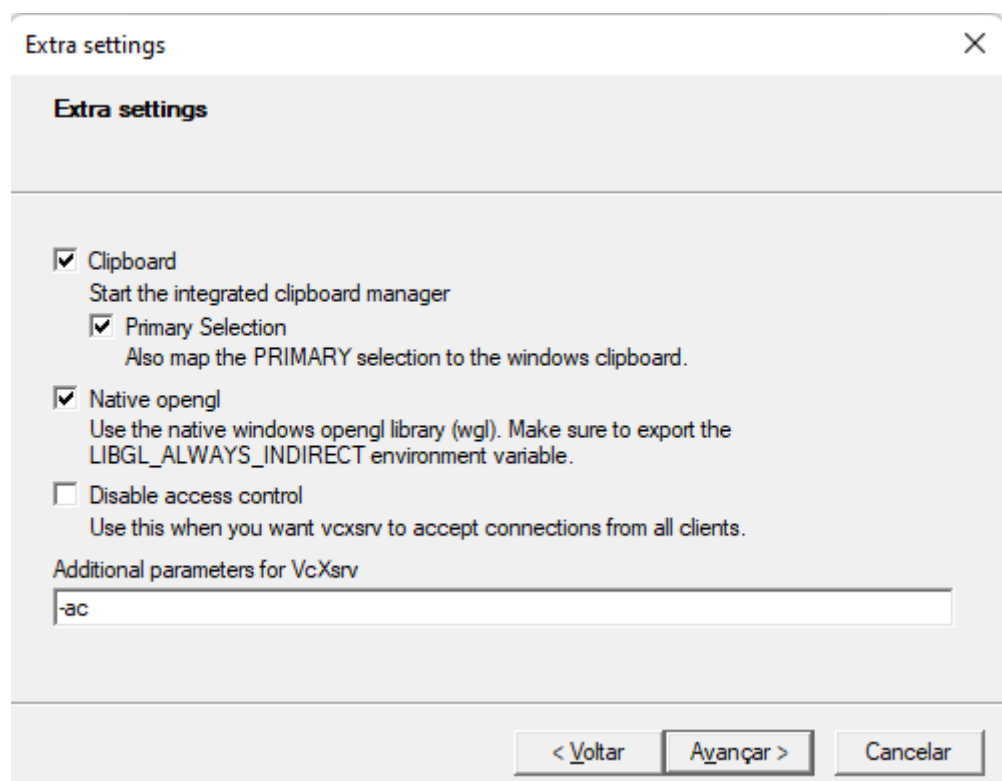 Extra settings
Extra settings
Clipboard
Start the integrated clipboard manager
Primary Selection
Also map the PRIMARY selection to the windows clipboard.
Native opengl
Use the native windows opengl library (wgl). Make sure to export the
LIBGL_ALWAYS_INDIRECT environment variable.
Disable access control
Use this when you want vcxsrv to accept connections from all clients.
Additional parameters for VcXsrv
-ac
< Voltar
Avançar >
Cancelar